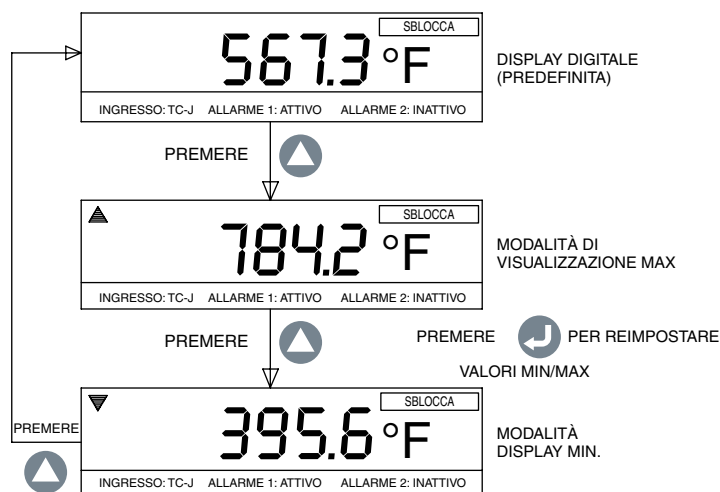 SBLOCCA
567.3 °F
DISPLAY DIGITALE
(PREDEFINITA)
INGRESSO: TC-J ALLARME 1: ATTIVO ALLARME 2: INATTIVO
PREMERE
SBLOCCA
784.2 °F
MODALITÀ DI
VISUALIZZAZIONE MAX
INGRESSO: TC-J ALLARME 1: ATTIVO ALLARME 2: INATTIVO
PREMERE
PREMERE PER REIMPOSTARE
VALORI MIN/MAX
SBLOCCA
395.6 °F
MODALITÀ
DISPLAY MIN.
PREMERE
INGRESSO: TC-J ALLARME 1: ATTIVO ALLARME 2: INATTIVO